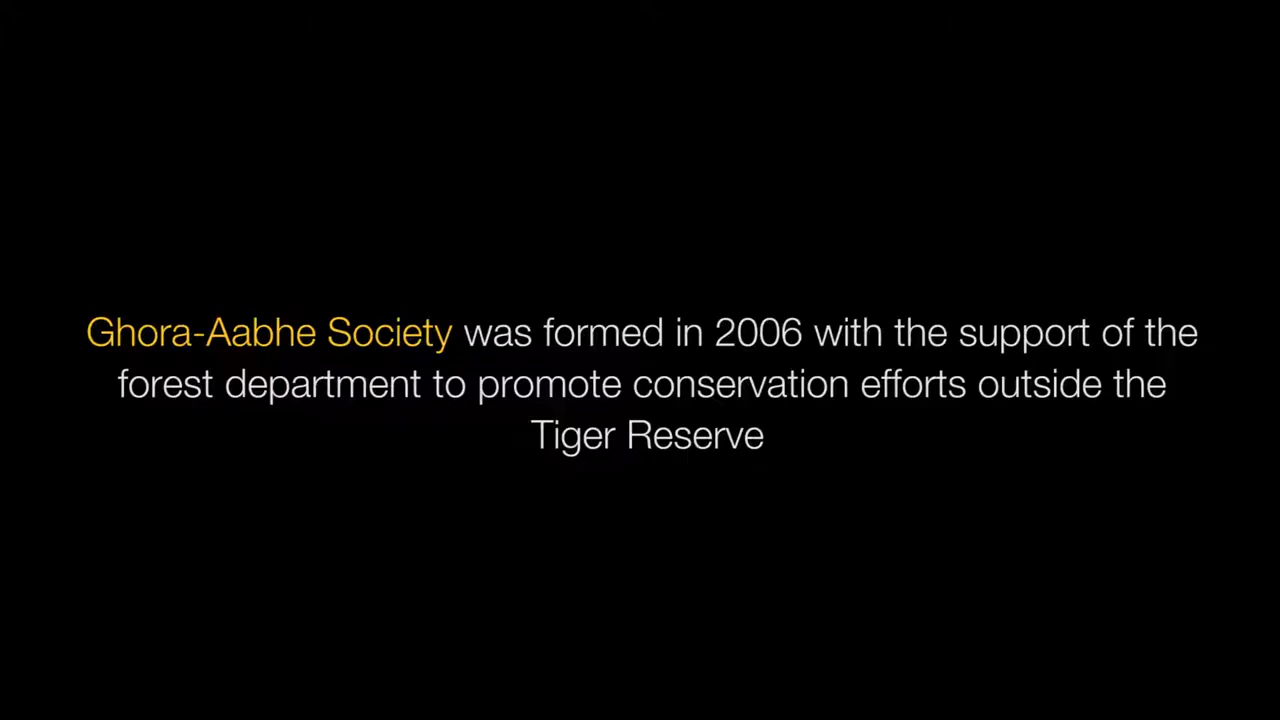 Ghora-Aabhe Society was formed in 2006 with the support of the
forest department to promote conservation efforts outside the
Tiger Reserve